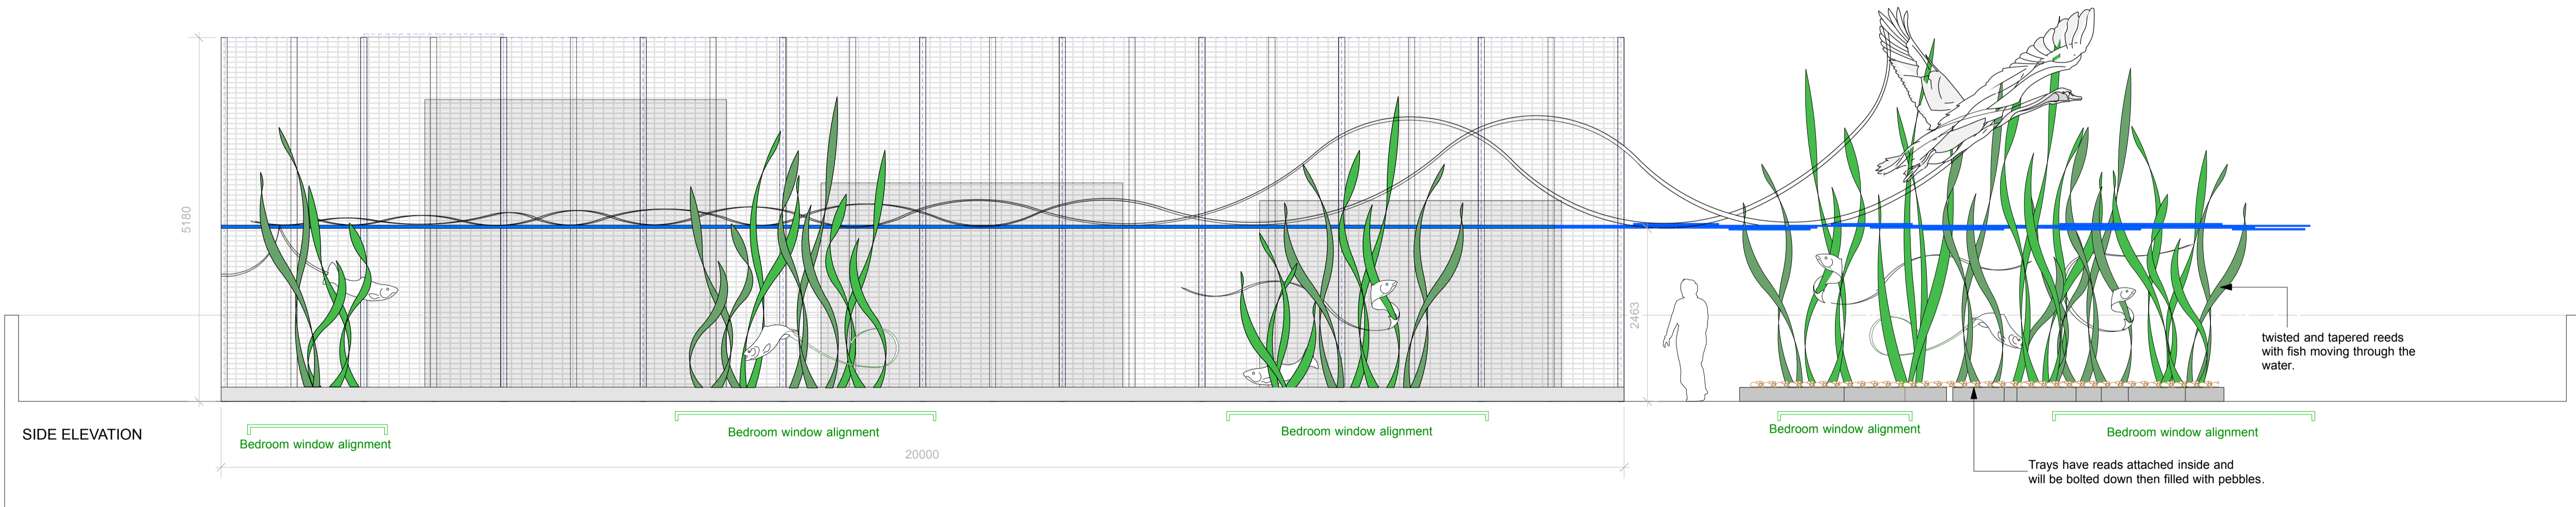 5180
2463
twisted and tapered reeds
with fish moving through the
water.
SIDE ELEVATION
Bedroom window alignment
Bedroom window alignment
Bedroom window alignment
Bedroom window alignment
Bedroom window alignment
20000
Trays have reads attached inside and
will be bolted down then filled with pebbles.